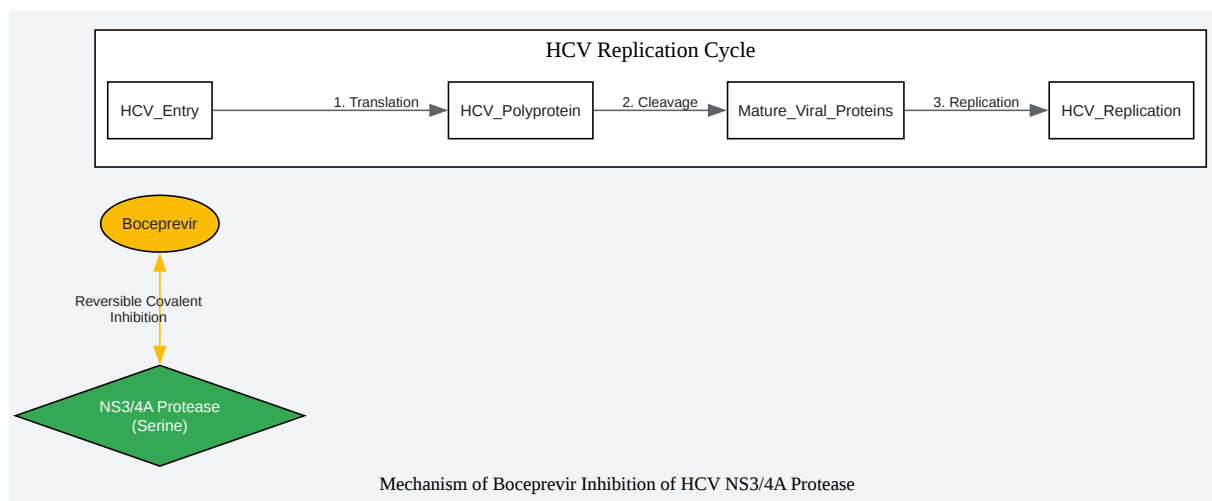 HCV Replication Cycle
HCV_Entry
1. Translation
HCV_Polyprotein
2. Cleavage
Mature_Viral_Proteins
3. Replication
HCV_Replication
Boceprevir
Reversible Covalent
Inhibition
NS3/4A Protease
(Serine)
Mechanism of Boceprevir Inhibition of HCV NS3/4A Protease